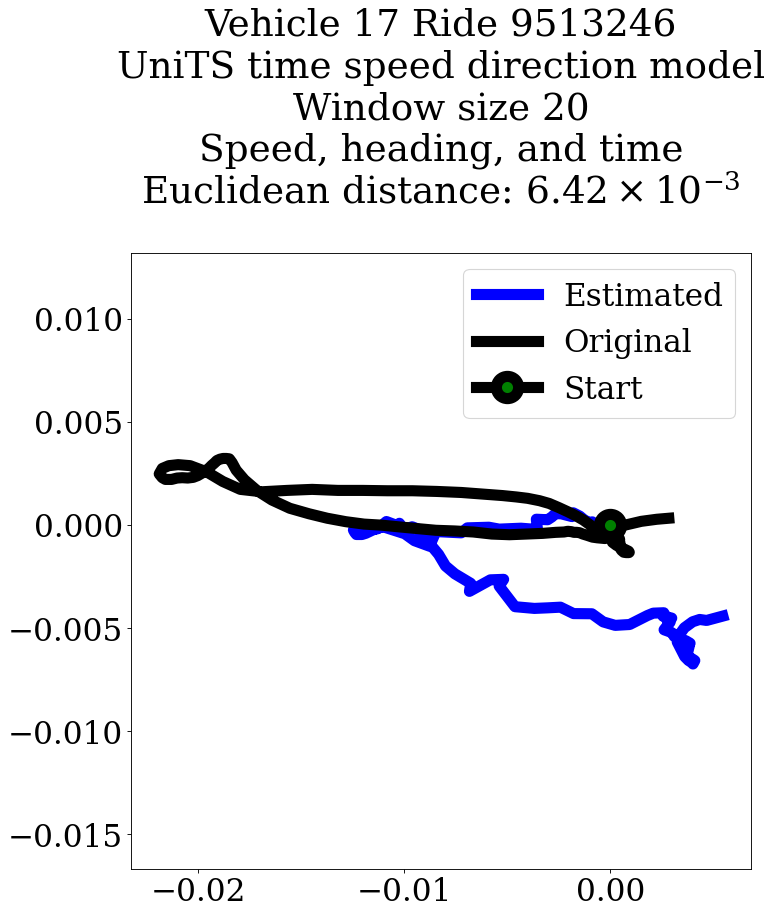 Vehicle 17 Ride 9513246
UniTS time speed direction model
Window size 20
Speed, heading, and time
Euclidean distance: 6.42 × 10⁻³
Estimated
Original
Start
0.010
0.005
0.000
−0.005
−0.010
−0.015
−0.02
−0.01
0.00